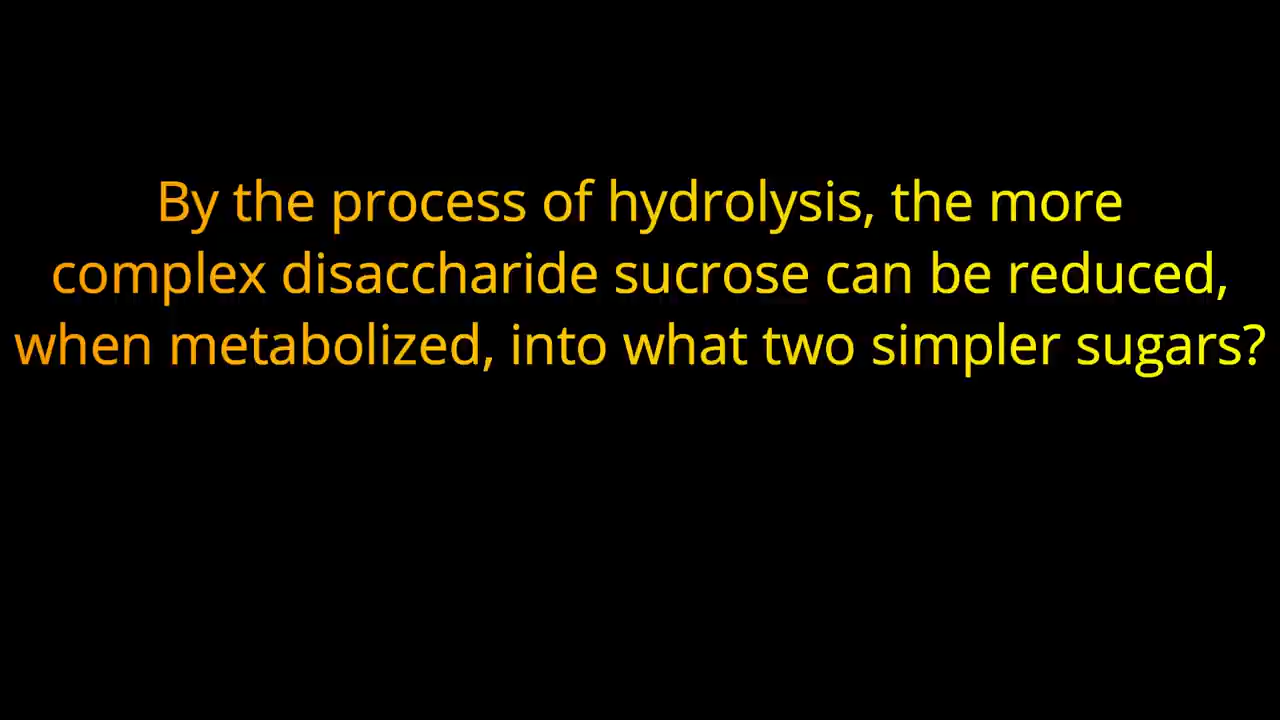 By the process of hydrolysis, the more
complex disaccharide sucrose can be reduced,
when metabolized, into what two simpler sugars?